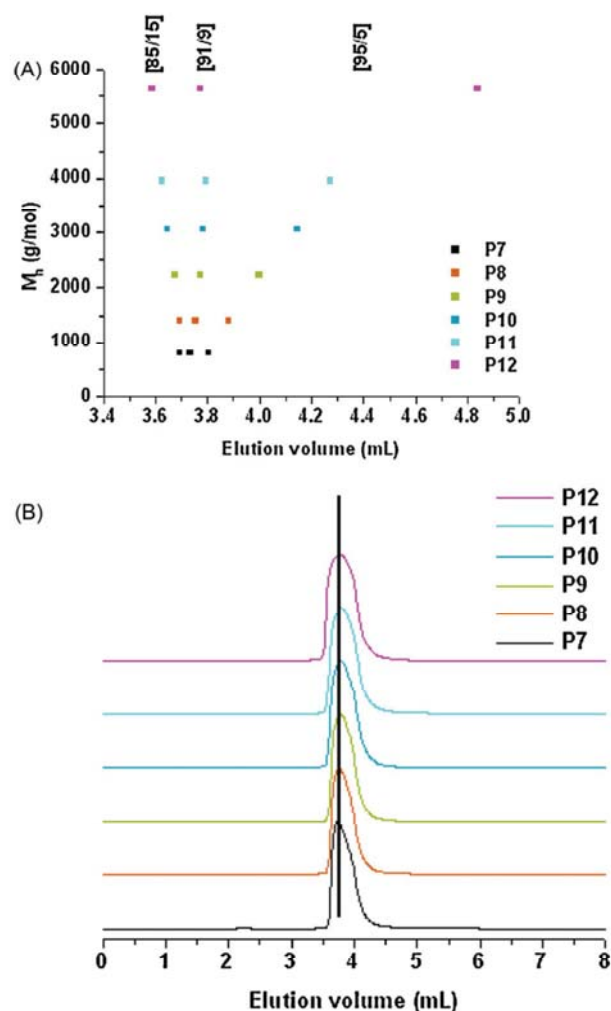 [85/15]
[91/9]
[95/5]
(A)
6000
5000
4000
3000
2000
1000
0
Mn (g/mol)
P7
P8
P9
P10
P11
P12
3.4 3.6 3.8 4.0 4.2 4.4 4.6 4.8 5.0
Elution volume (mL)
(B)
P12
P11
P10
P9
P8
P7
0 1 2 3 4 5 6 7 8
Elution volume (mL)